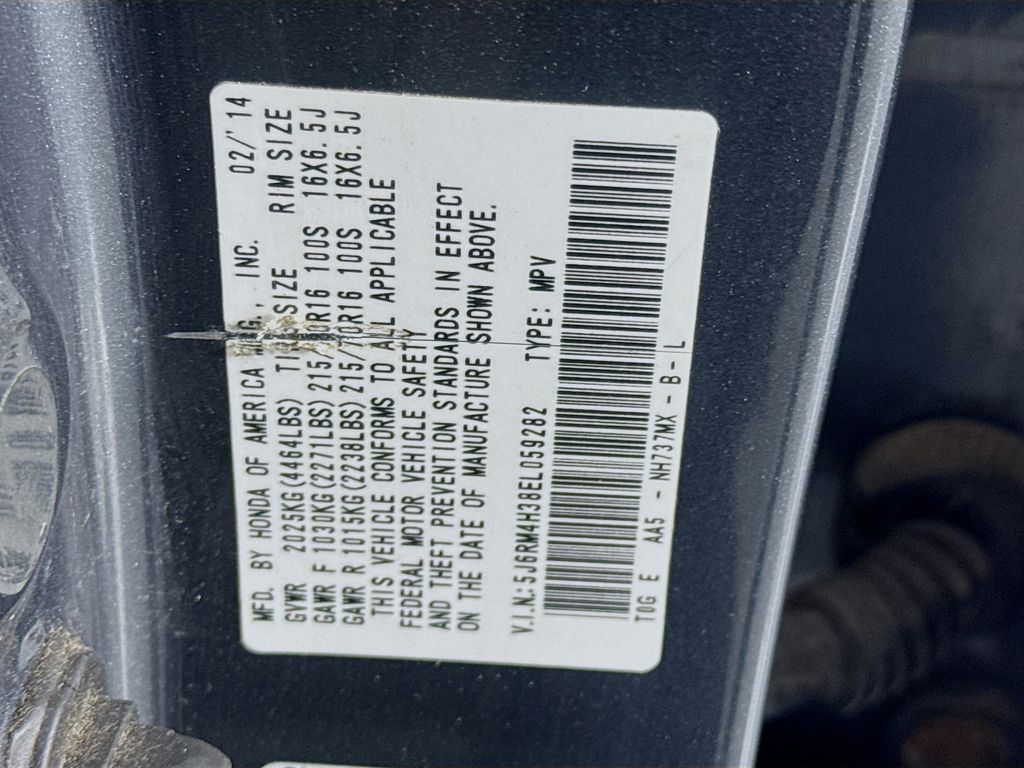 MFD. BY HONDA OF AMERICA MFG., INC. 02/'14
GVWR 2025KG(4464LBS) SIZE RIM SIZE
GAWR F 1030KG(2271LBS) 215/ 0R16 100S 16X6.5J
GAWR R 1015KG(2238LBS) 215/ 0R16 100S 16X6.5J
THIS VEHICLE CONFORMS TO ALL APPLICABLE
FEDERAL MOTOR VEHICLE SAFETY
AND THEFT PREVENTION STANDARDS IN EFFECT
ON THE DATE OF MANUFACTURE SHOWN ABOVE.
V.I.N:5J6RM4H38EL059282 TYPE: MPV
T0G E AA5 - NH737MX - B - L